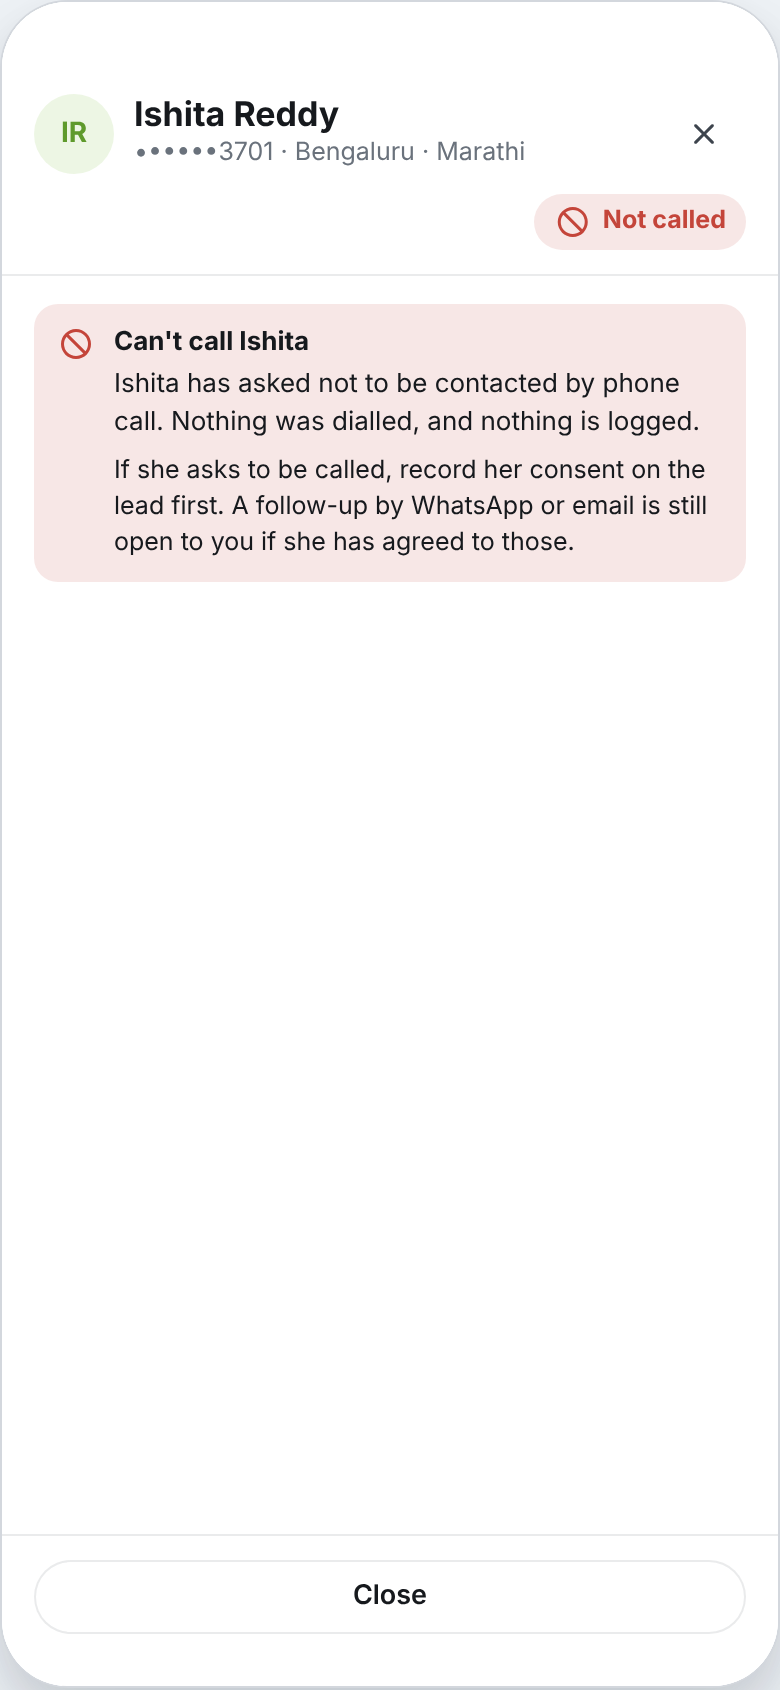 IR
Ishita Reddy
••••••3701 · Bengaluru · Marathi
Not called
Can't call Ishita
Ishita has asked not to be contacted by phone
call. Nothing was dialled, and nothing is logged.
If she asks to be called, record her consent on the
lead first. A follow-up by WhatsApp or email is still
open to you if she has agreed to those.
Close